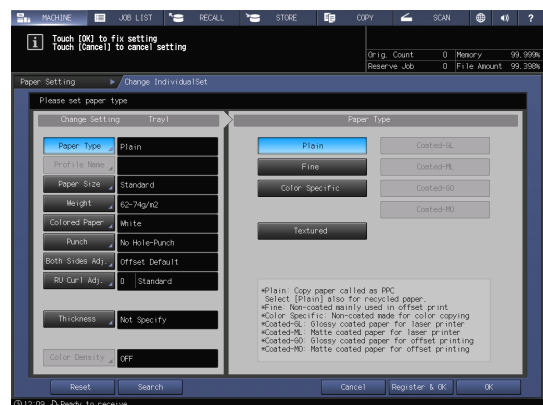 MACHINE JOB LIST RECALL STORE COPY SCAN ?
Touch [OK] to fix setting
Touch [Cancel] to cancel setting
Orig. Count 0 Memory 99.999%
Reserve Job 0 File Amount 99.398%
Paper Setting Change IndividualSet
Please set paper type
Change Setting Tray1
Paper Type
Paper Type Plain
Plain
Coated-GL
Profile Name
Fine
Coated-ML
Paper Size Standard
Color Specific
Coated-GO
Weight 62-74g/m2
Coated-MO
Colored Paper White
Textured
Punch No Hole-Punch
Both Sides Adj. Offset Default
RU Curl Adj. 0 Standard
Thickness Not Specify
Color Density OFF
*Plain: Copy paper called as PPC
Select [Plain] also for recycled paper.
*Fine: Non-coated mainly used in offset print
*Color Specific: Non-coated made for color copying
*Coated-GL: Glossy coated paper for laser printer
*Coated-ML: Matte coated paper for laser printer
*Coated-GO: Glossy coated paper for offset printing
*Coated-MO: Matte coated paper for offset printing
Reset Search Cancel Register & OK OK
12:09 Ready to receive